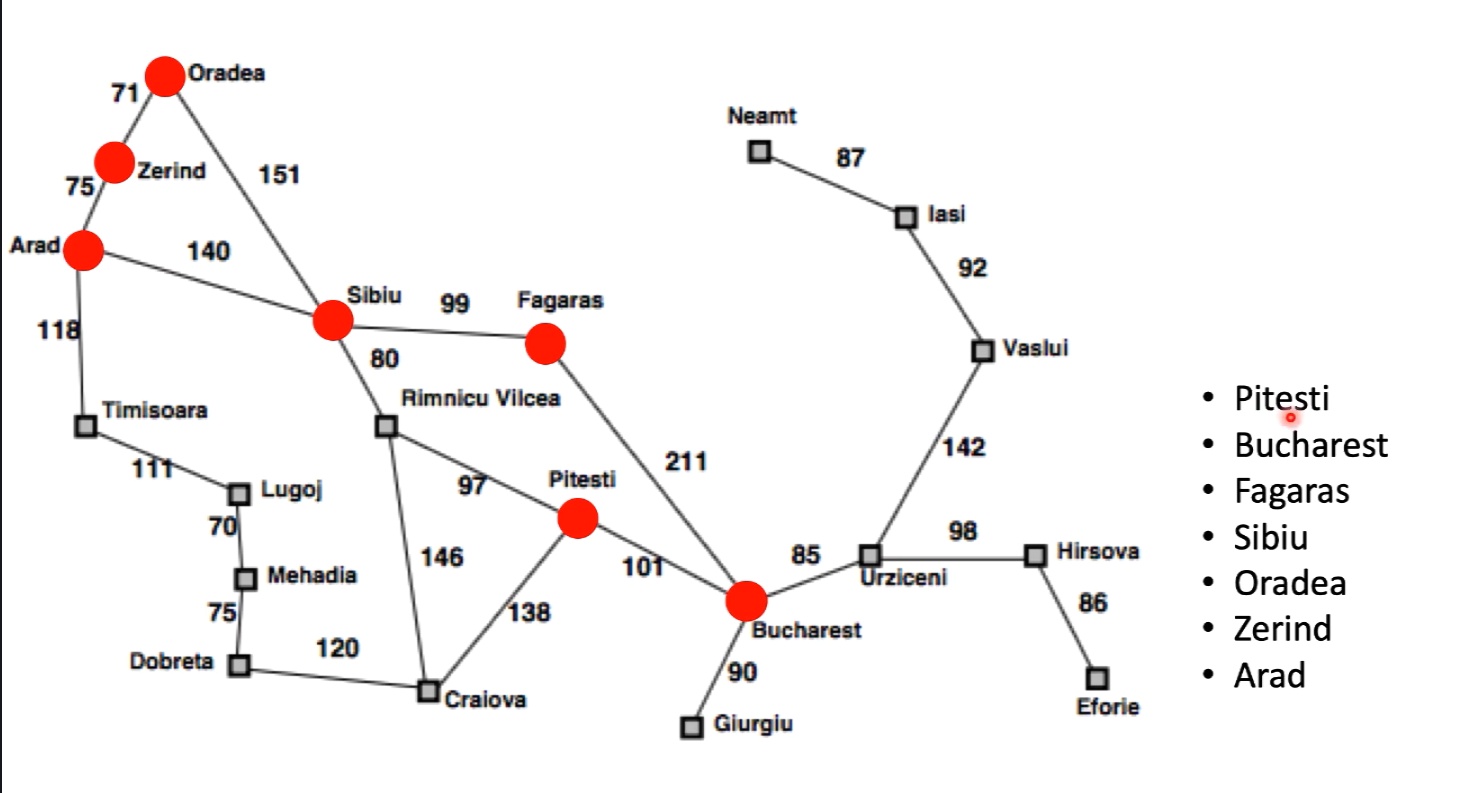 Oradea
71
Neamt
87
Zerind
151
75
Iasi
Arad
140
92
Sibiu
99
Fagaras
118
80
Vaslui
Rimnicu Vilcea
Timisoara
142
211
111
Lugoj
97
Pitesti
70
98
146
101
85
Hirsova
Urziceni
Mehadia
86
75
138
Bucharest
120
Dobreta
90
Craiova
Eforie
Giurgiu
• Pitesti
• Bucharest
• Fagaras
• Sibiu
• Oradea
• Zerind
• Arad